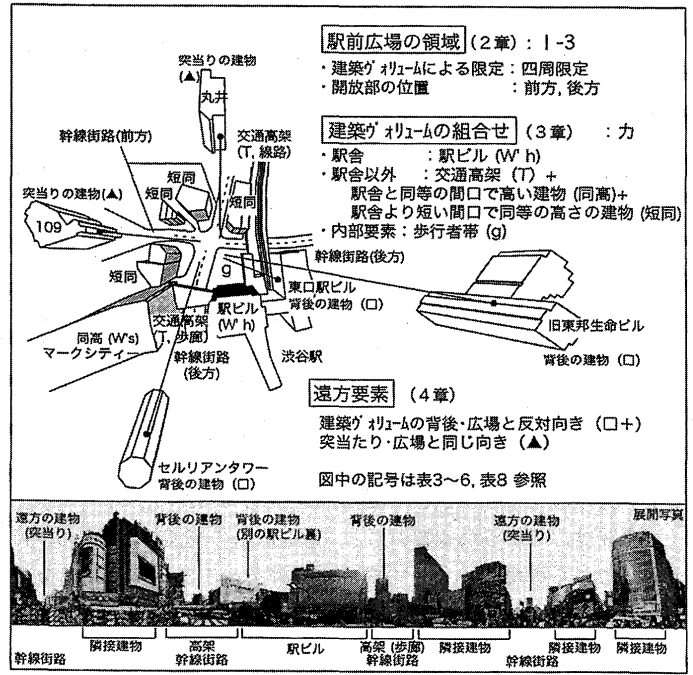 駅前広場の領域 (2章) : Ⅰ-3
・建築ヴォリュームによる限定 : 四周限定
・開放部の位置 : 前方, 後方
建築ヴォリュームの組合せ (3章) : カ
・駅舎 : 駅ビル (W' h)
・駅舎以外 : 交通高架 (T) +
駅舎と同等の間口で高い建物 (同高)+
駅舎より短い間口で同等の高さの建物 (短同)
・内部要素 : 歩行者帯 (g)
突当りの建物
(▲)
丸井
幹線街路(前方)
交通高架
(T, 線路)
短同
短同
短同
突当りの建物(▲)
109
短同
g
幹線街路(後方)
東口駅ビル
背後の建物 (□)
駅ビル
(W' h)
交通高架
(T, 歩廊)
同高 (W's)
マークシティー
幹線街路
(後方)
渋谷駅
旧東邦生命ビル
背後の建物 (□)
セルリアンタワー
背後の建物 (□)
遠方要素 (4章)
建築ヴォリュームの背後・広場と反対向き (□+)
突当たり・広場と同じ向き (▲)
図中の記号は表3～6, 表8 参照
展開写真
遠方の建物
(突当り)
背後の建物
背後の建物
(別の駅ビル裏)
背後の建物
遠方の建物
(突当り)
幹線街路
隣接建物
高架
幹線街路
駅ビル
高架 (歩廊)
幹線街路
隣接建物
幹線街路
隣接建物
隣接建物